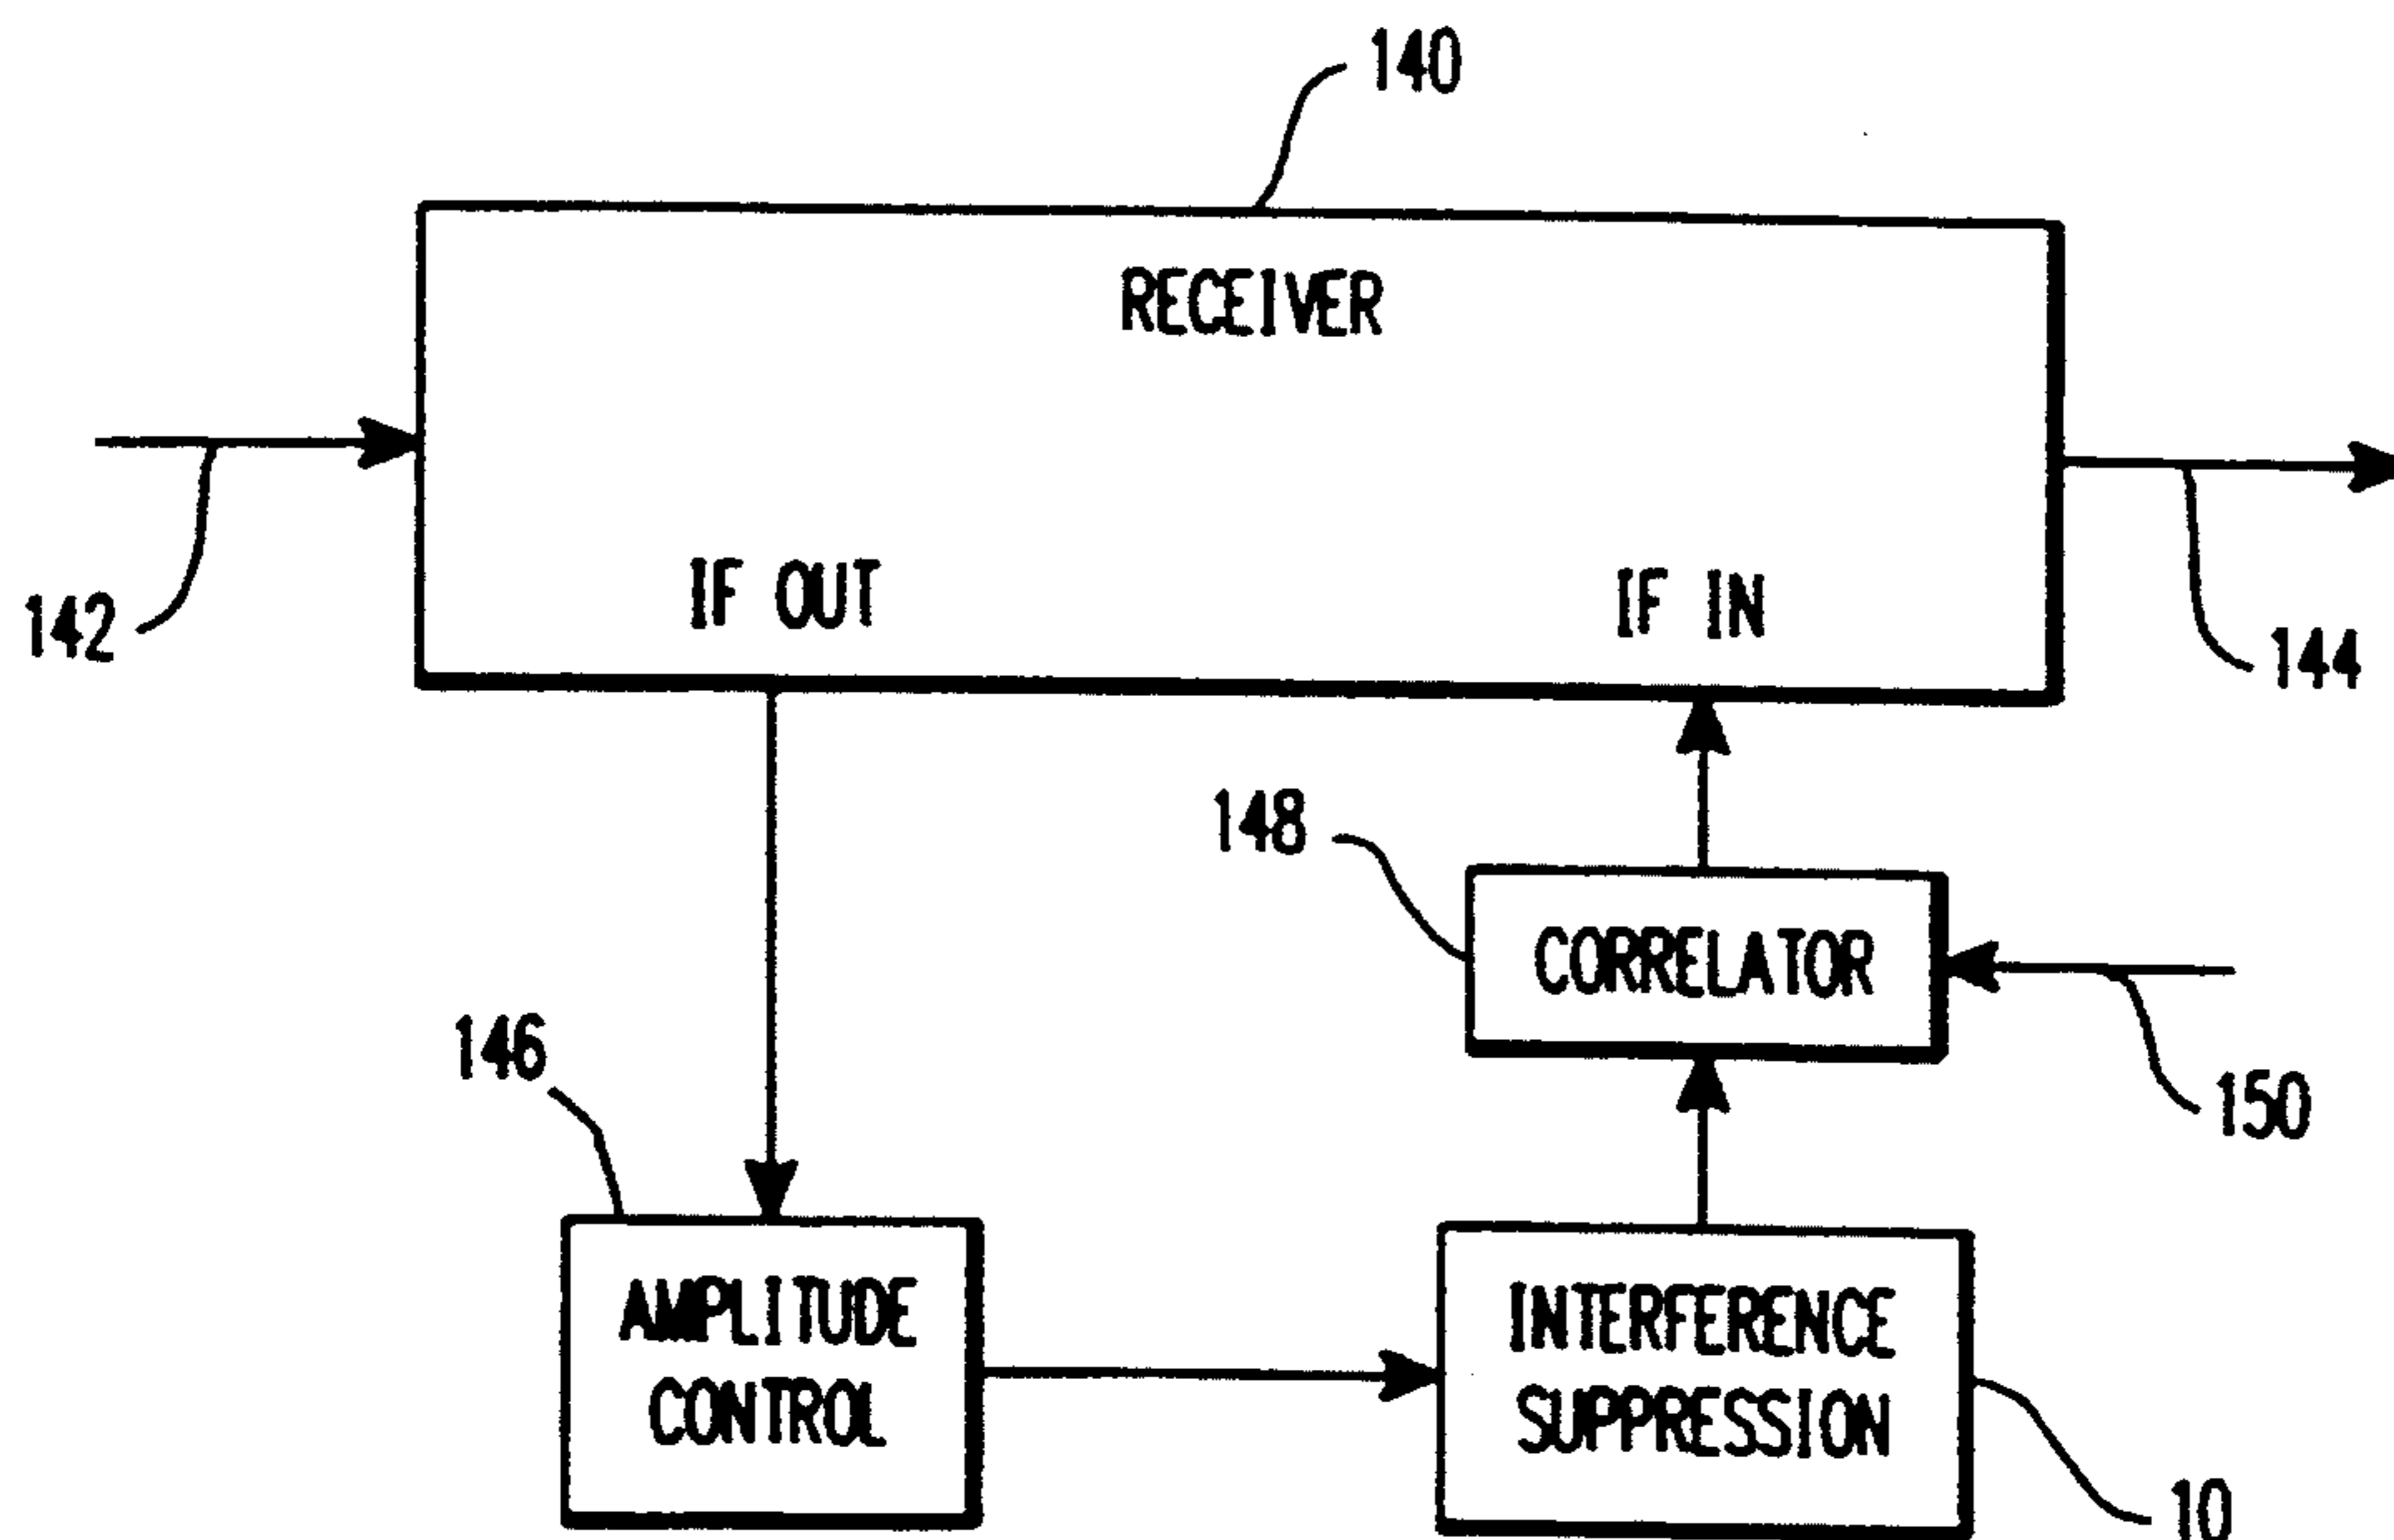 140
RECEIVER
IF OUT
IF IN
142
144
148
CORRELATOR
146
150
AMPLITUDE
CONTROL
INTERFERENCE
SUPPRESSION
10